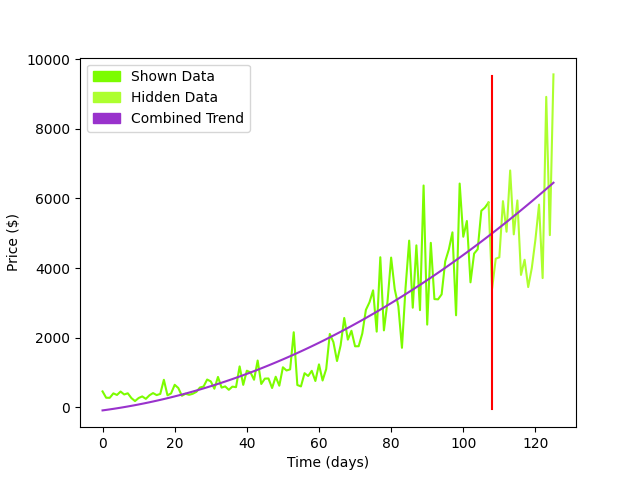 10000
8000
6000
4000
2000
0
Price ($)
Shown Data
Hidden Data
Combined Trend
0 20 40 60 80 100 120
Time (days)